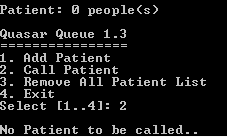 Patient: 0 people(s)
Quasar Queue 1.3
================
1. Add Patient
2. Call Patient
3. Remove All Patient List
4. Exit
Select [1..4]: 2
No Patient to be called..